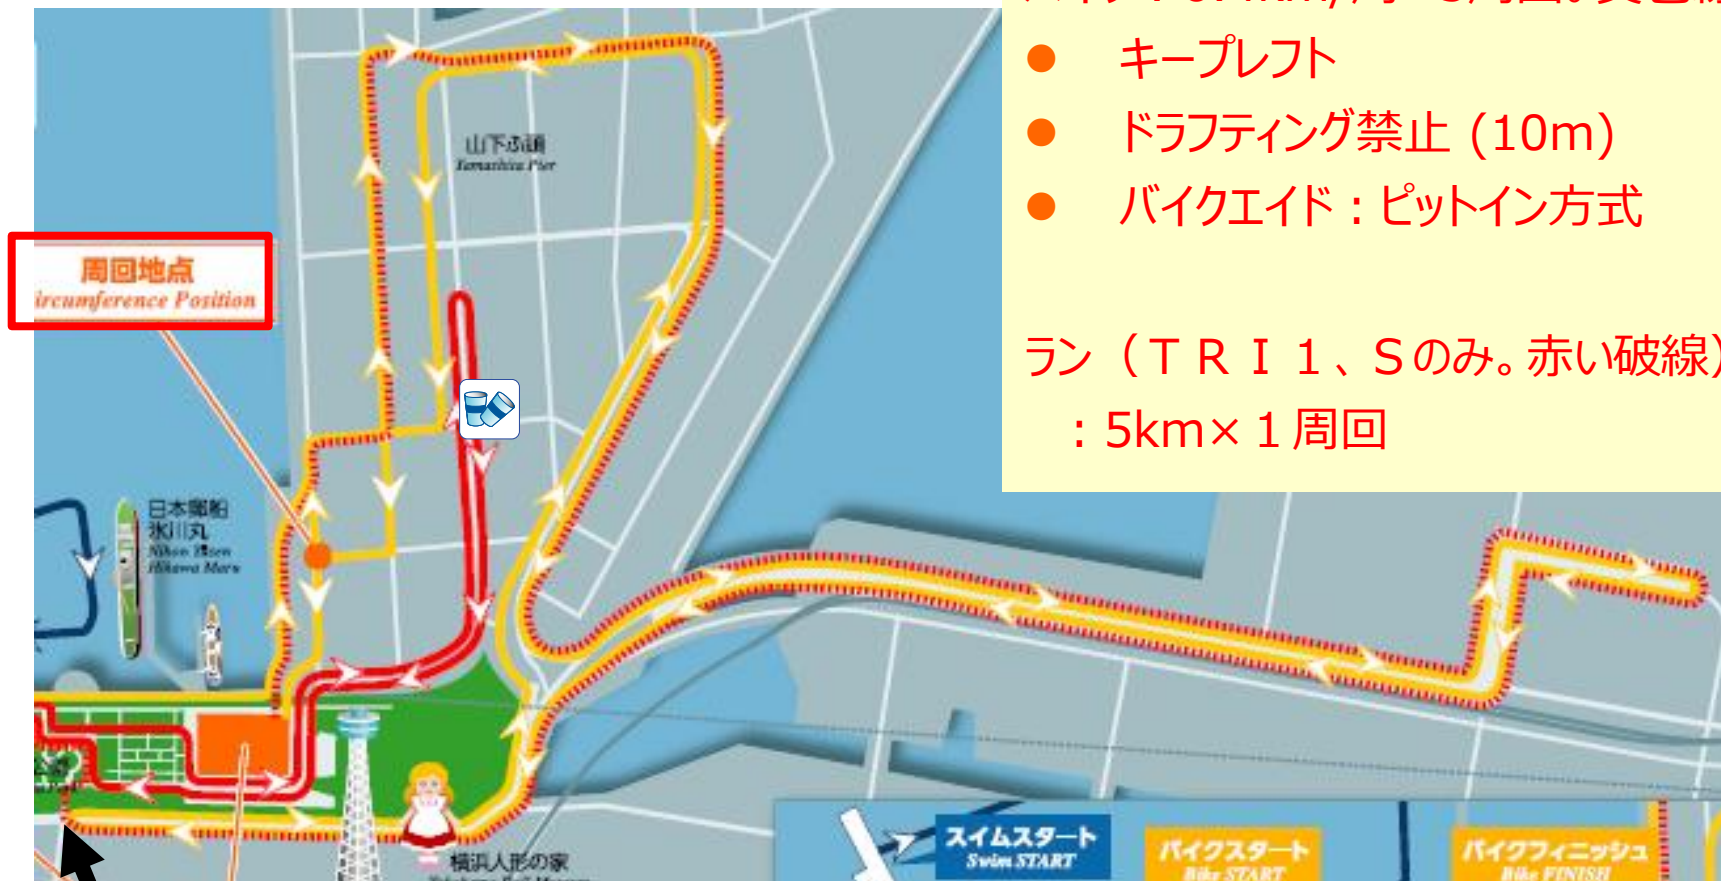 キープレフト
ドラフティング禁止 (10m)
バイクエイド：ピットイン方式
ラン（ＴＲＩ１、Ｓのみ。赤い破線）
：5km×１周回
山下ふ頭
Yamashita Pier
周回地点
ircumference Position
日本郵船
氷川丸
Nihon Yusen
Hikawa Maru
横浜人形の家
スイムスタート
Swim START
バイクスタート
Bike START
バイクフィニッシュ
Bike FINISH